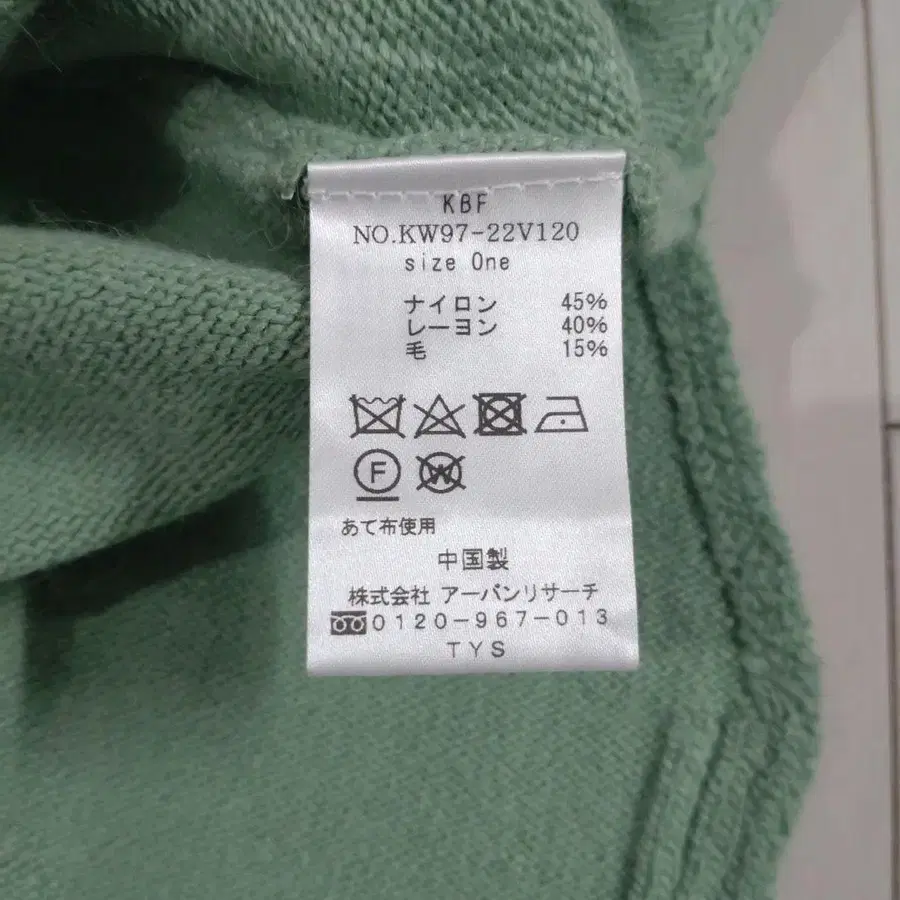 KBF
NO.KW97-22V120
size One
ナイロン 45%
レーヨン 40%
毛 15%
F W
あて布使用
中国製
株式会社 アーバンリサーチ
0120-967-013
TYS